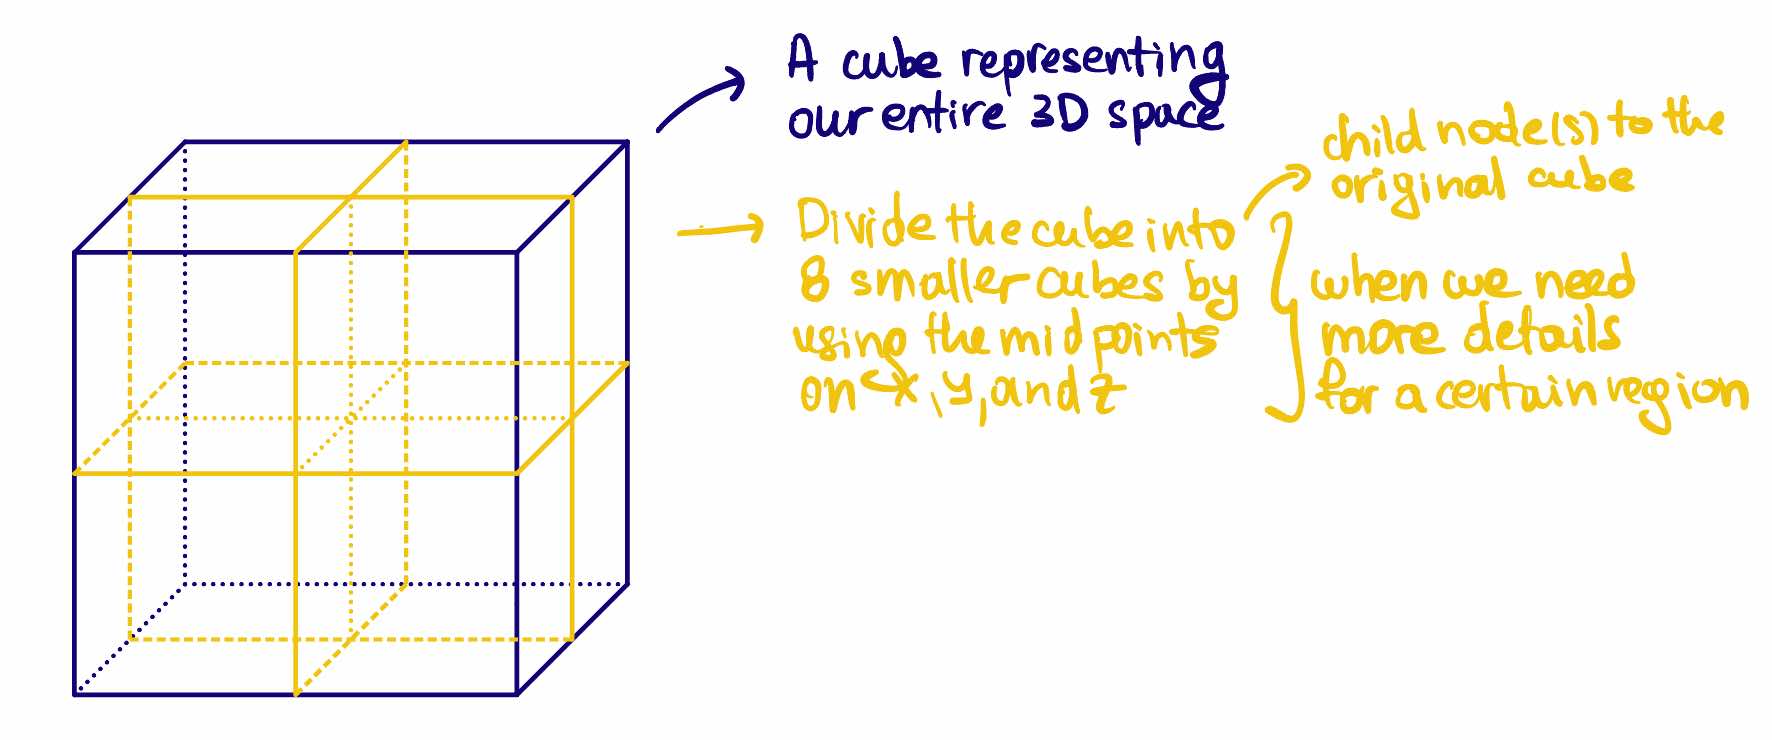 A cube representing
our entire 3D space
Divide the cube into
8 smaller cubes by
using the midpoints
on x, y, and z
child node(s) to the
original cube
when we need
more details
for a certain region